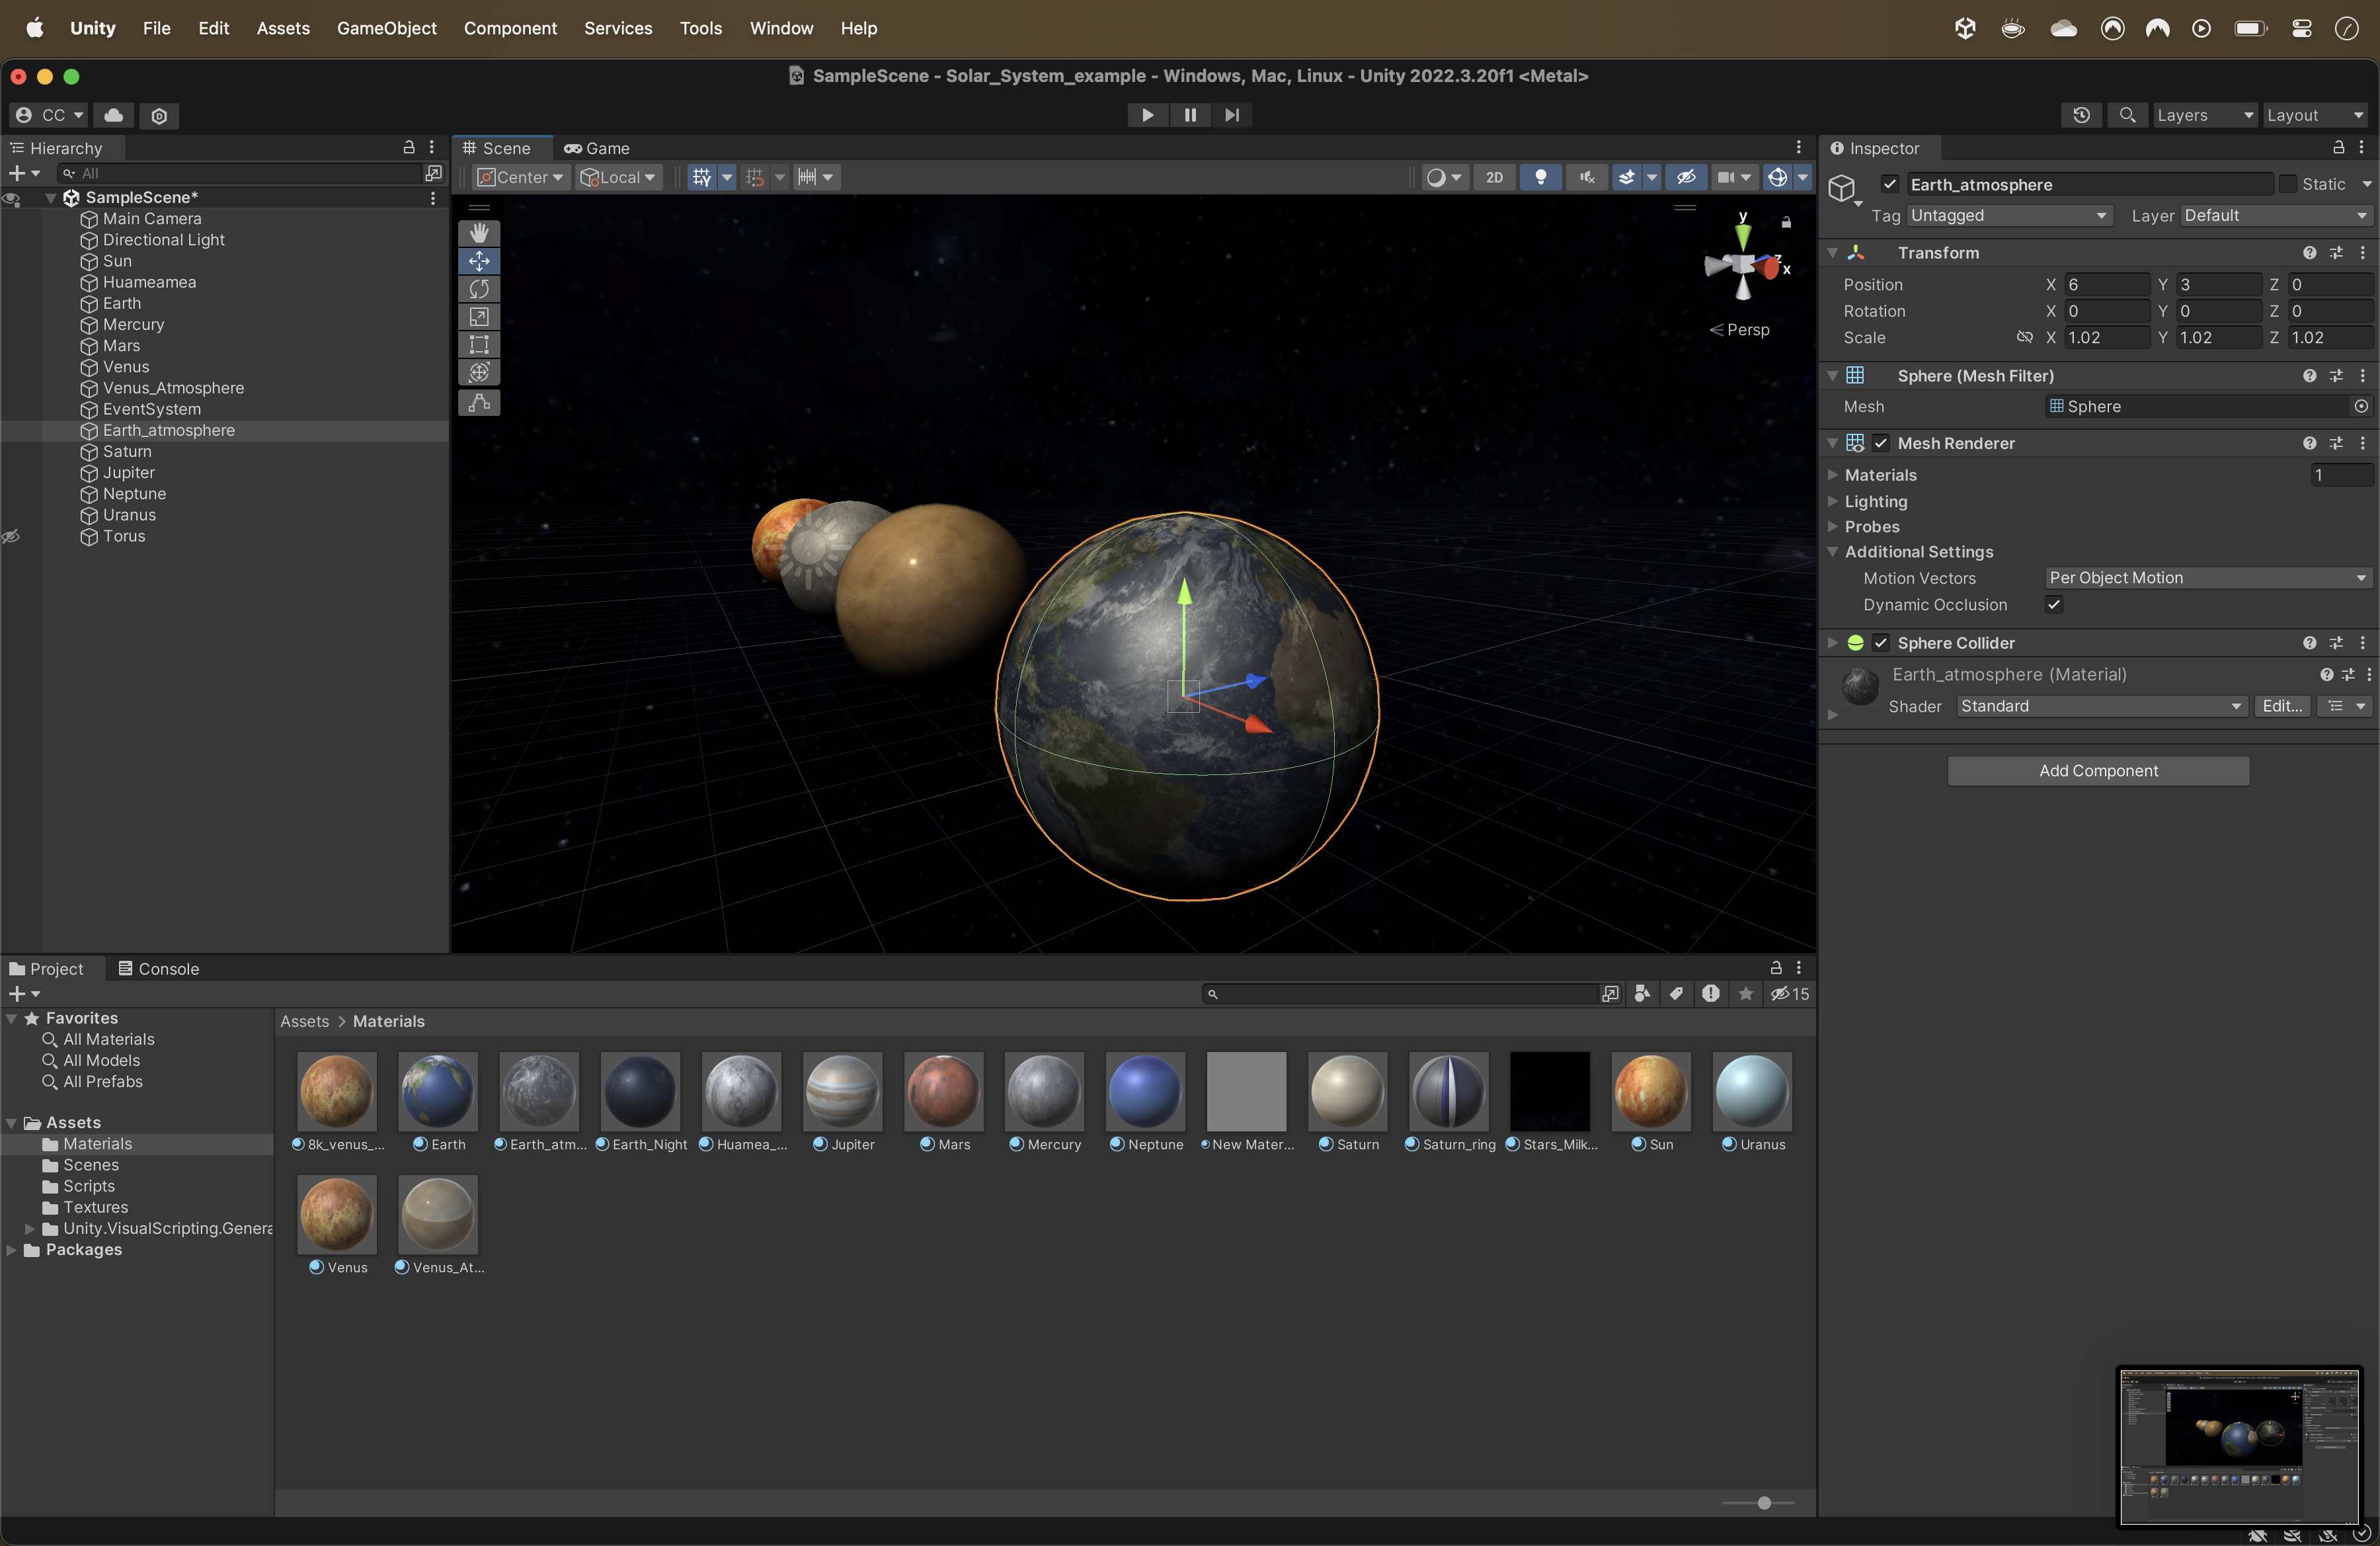 Unity File Edit Assets GameObject Component Services Tools Window Help
SampleScene - Solar_System_example - Windows, Mac, Linux - Unity 2022.3.20f1 <Metal>
CC
Layers Layout
Hierarchy
All
SampleScene*
Main Camera
Directional Light
Sun
Huameamea
Earth
Mercury
Mars
Venus
Venus_Atmosphere
EventSystem
Earth_atmosphere
Saturn
Jupiter
Neptune
Uranus
Torus
Scene Game
Center Local 2D
y
z
x
Persp
Inspector
Earth_atmosphere Static
Tag Untagged Layer Default
Transform
Position X 6 Y 3 Z 0
Rotation X 0 Y 0 Z 0
Scale X 1.02 Y 1.02 Z 1.02
Sphere (Mesh Filter)
Mesh Sphere
Mesh Renderer
Materials 1
Lighting
Probes
Additional Settings
Motion Vectors Per Object Motion
Dynamic Occlusion
Sphere Collider
Earth_atmosphere (Material)
Shader Standard Edit...
Add Component
Project Console
15
Favorites
All Materials
All Models
All Prefabs
Assets
Materials
Scenes
Scripts
Textures
Unity.VisualScripting.Genera
Packages
Assets > Materials
8k_venus_... Earth Earth_atm... Earth_Night Huamea_... Jupiter Mars Mercury Neptune New Mater... Saturn Saturn_ring Stars_Milk... Sun Uranus
Venus Venus_At...